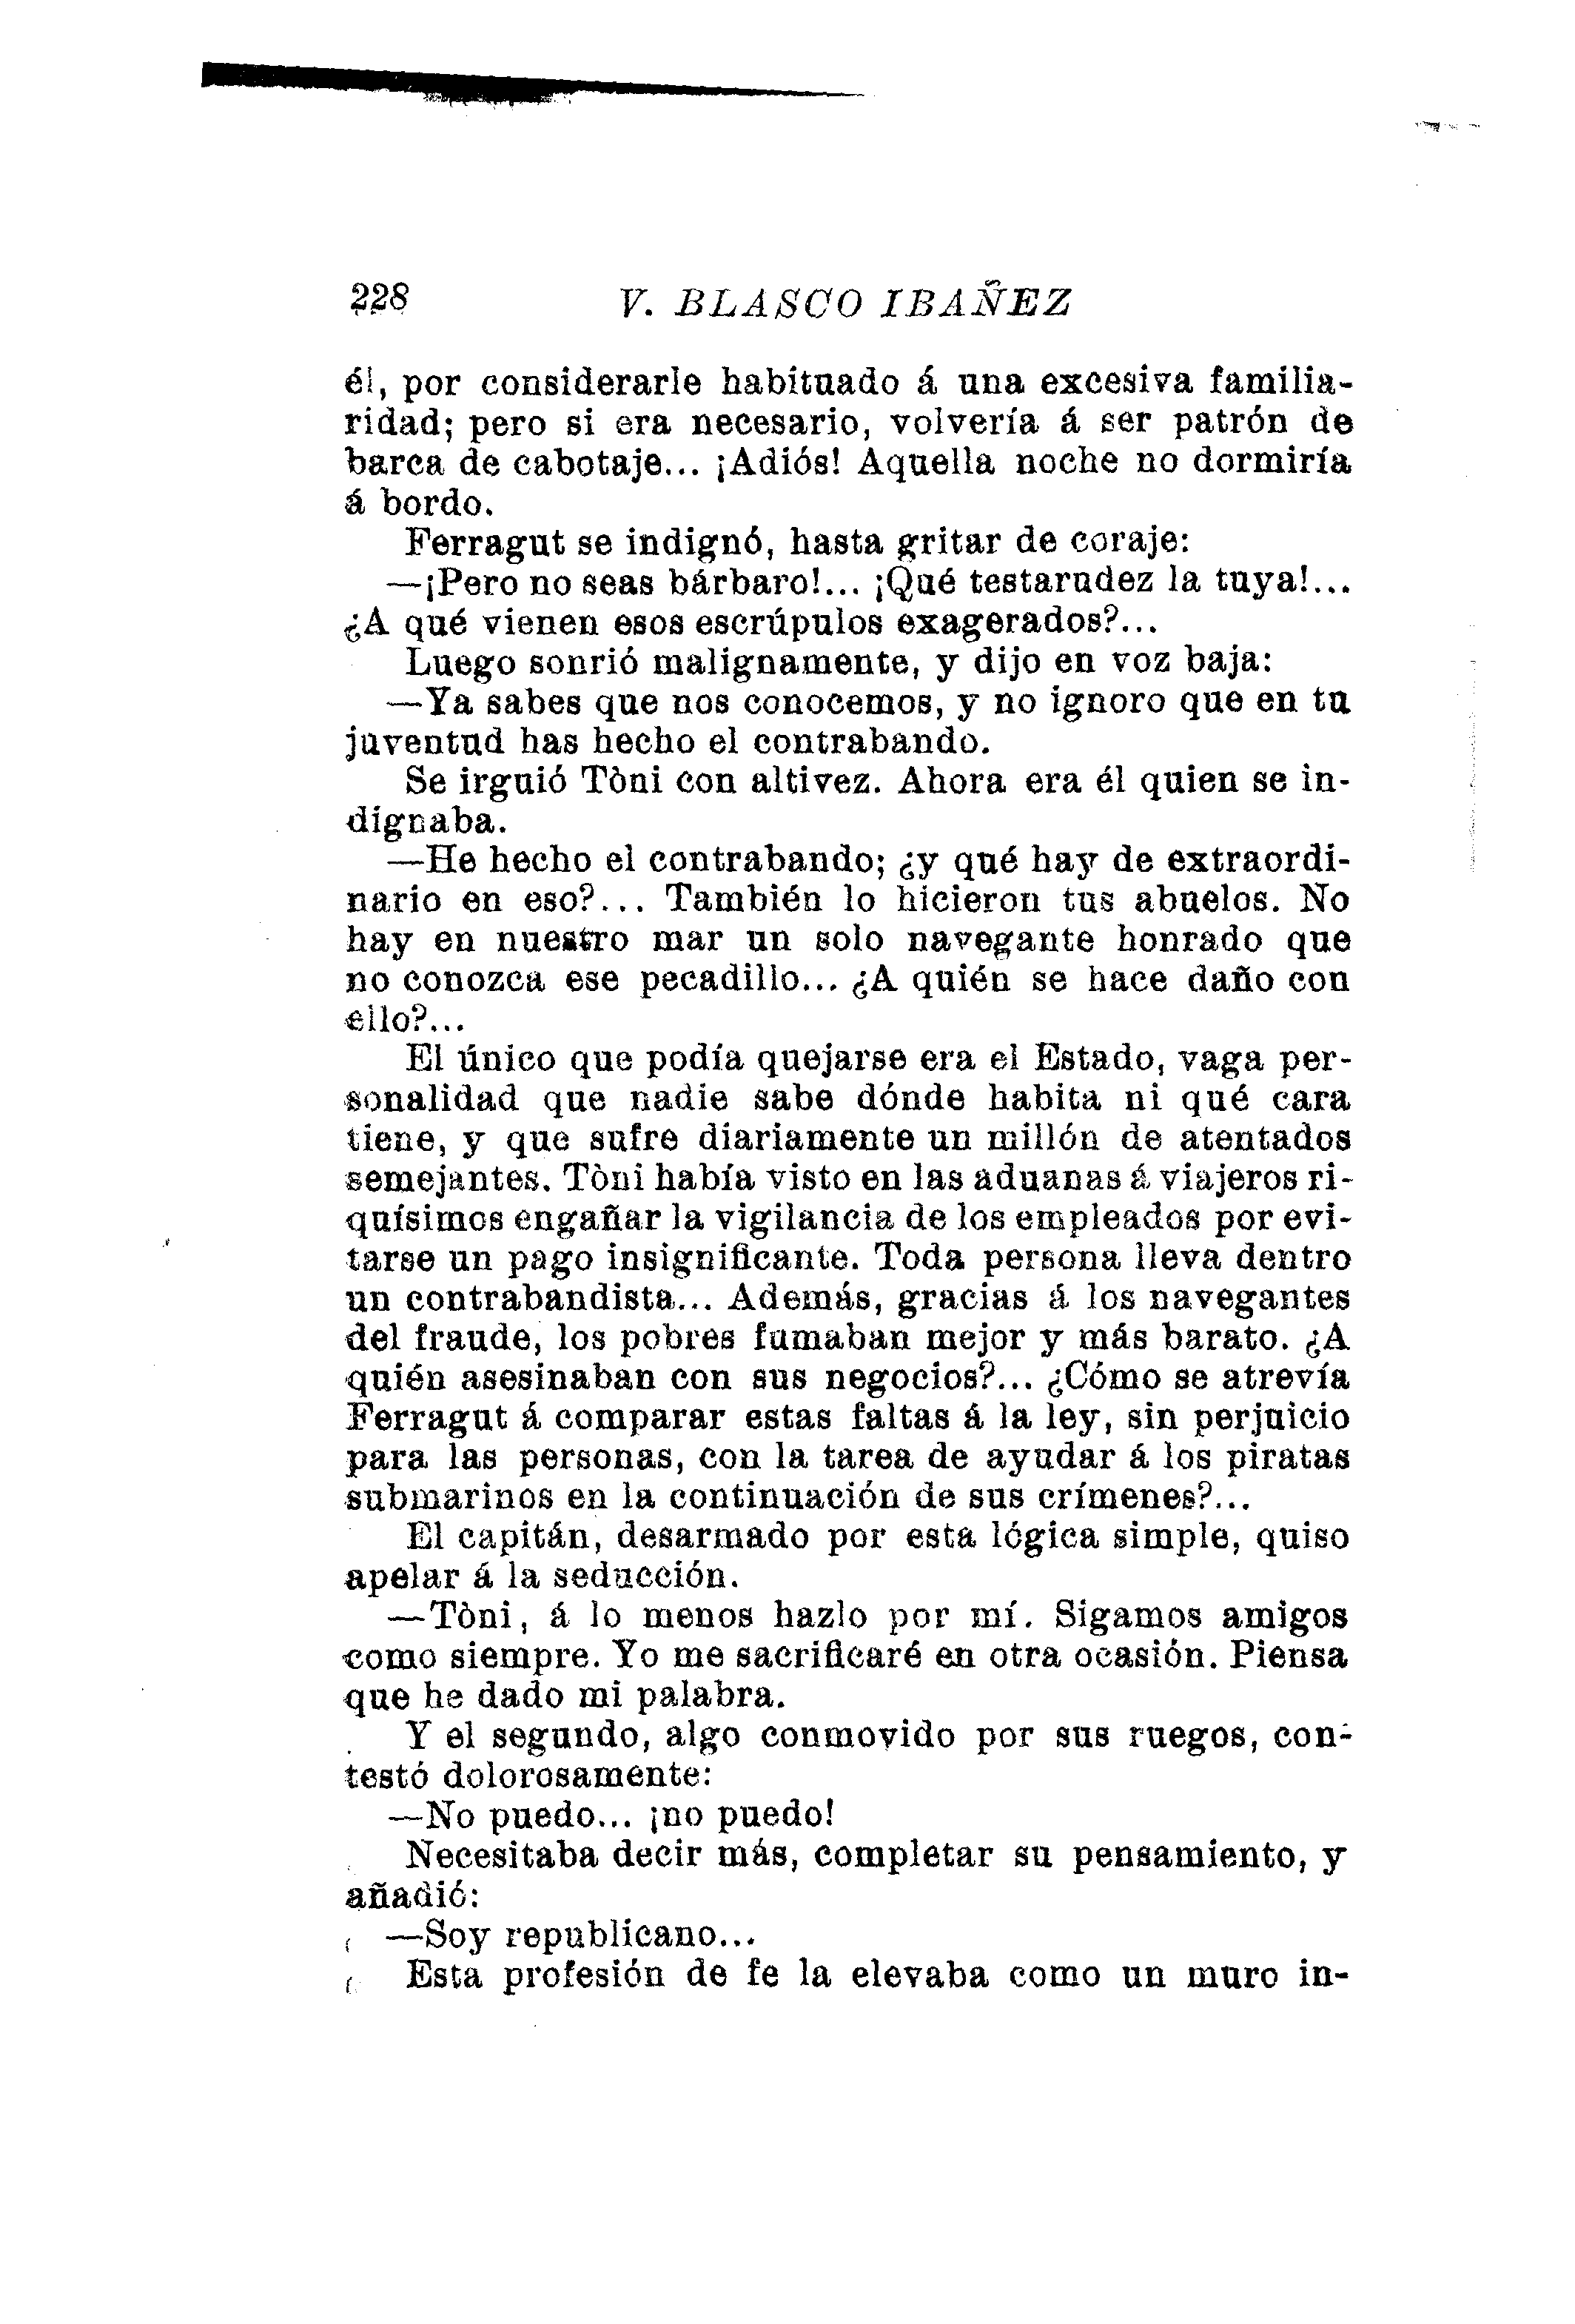 228 V. BLASCO IBAÑEZ
él, por considerarle habituado á una excesiva familia-
ridad; pero si era necesario, volvería á ser patrón de
barca de cabotaje... ¡Adiós! Aquella noche no dormiría
á bordo.
Ferragut se indignó, hasta gritar de coraje:
—¡Pero no seas bárbaro!... ¡Qué testarudez la tuya!...
¿A qué vienen esos escrúpulos exagerados?...
Luego sonrió malignamente, y dijo en voz baja:
—Ya sabes que nos conocemos, y no ignoro que en tu
juventud has hecho el contrabando.
Se irguió Tòni con altivez. Ahora era él quien se in-
dignaba.
—He hecho el contrabando; ¿y qué hay de extraordi-
nario en eso?... También lo hicieron tus abuelos. No
hay en nuestro mar un solo navegante honrado que
no conozca ese pecadillo... ¿A quién se hace daño con
ello?...
El único que podía quejarse era el Estado, vaga per-
sonalidad que nadie sabe dónde habita ni qué cara
tiene, y que sufre diariamente un millón de atentados
semejantes. Tòni había visto en las aduanas á viajeros ri-
quísimos engañar la vigilancia de los empleados por evi-
tarse un pago insignificante. Toda persona lleva dentro
un contrabandista... Además, gracias á los navegantes
del fraude, los pobres fumaban mejor y más barato. ¿A
quién asesinaban con sus negocios?... ¿Cómo se atrevía
Ferragut á comparar estas faltas á la ley, sin perjuicio
para las personas, con la tarea de ayudar á los piratas
submarinos en la continuación de sus crímenes?...
El capitán, desarmado por esta lógica simple, quiso
apelar á la seducción.
—Tòni, á lo menos hazlo por mí. Sigamos amigos
como siempre. Yo me sacrificaré en otra ocasión. Piensa
que he dado mi palabra.
Y el segundo, algo conmovido por sus ruegos, con-
testó dolorosamente:
—No puedo... ¡no puedo!
Necesitaba decir más, completar su pensamiento, y
añadió:
—Soy republicano...
Esta profesión de fe la elevaba como un muro in-